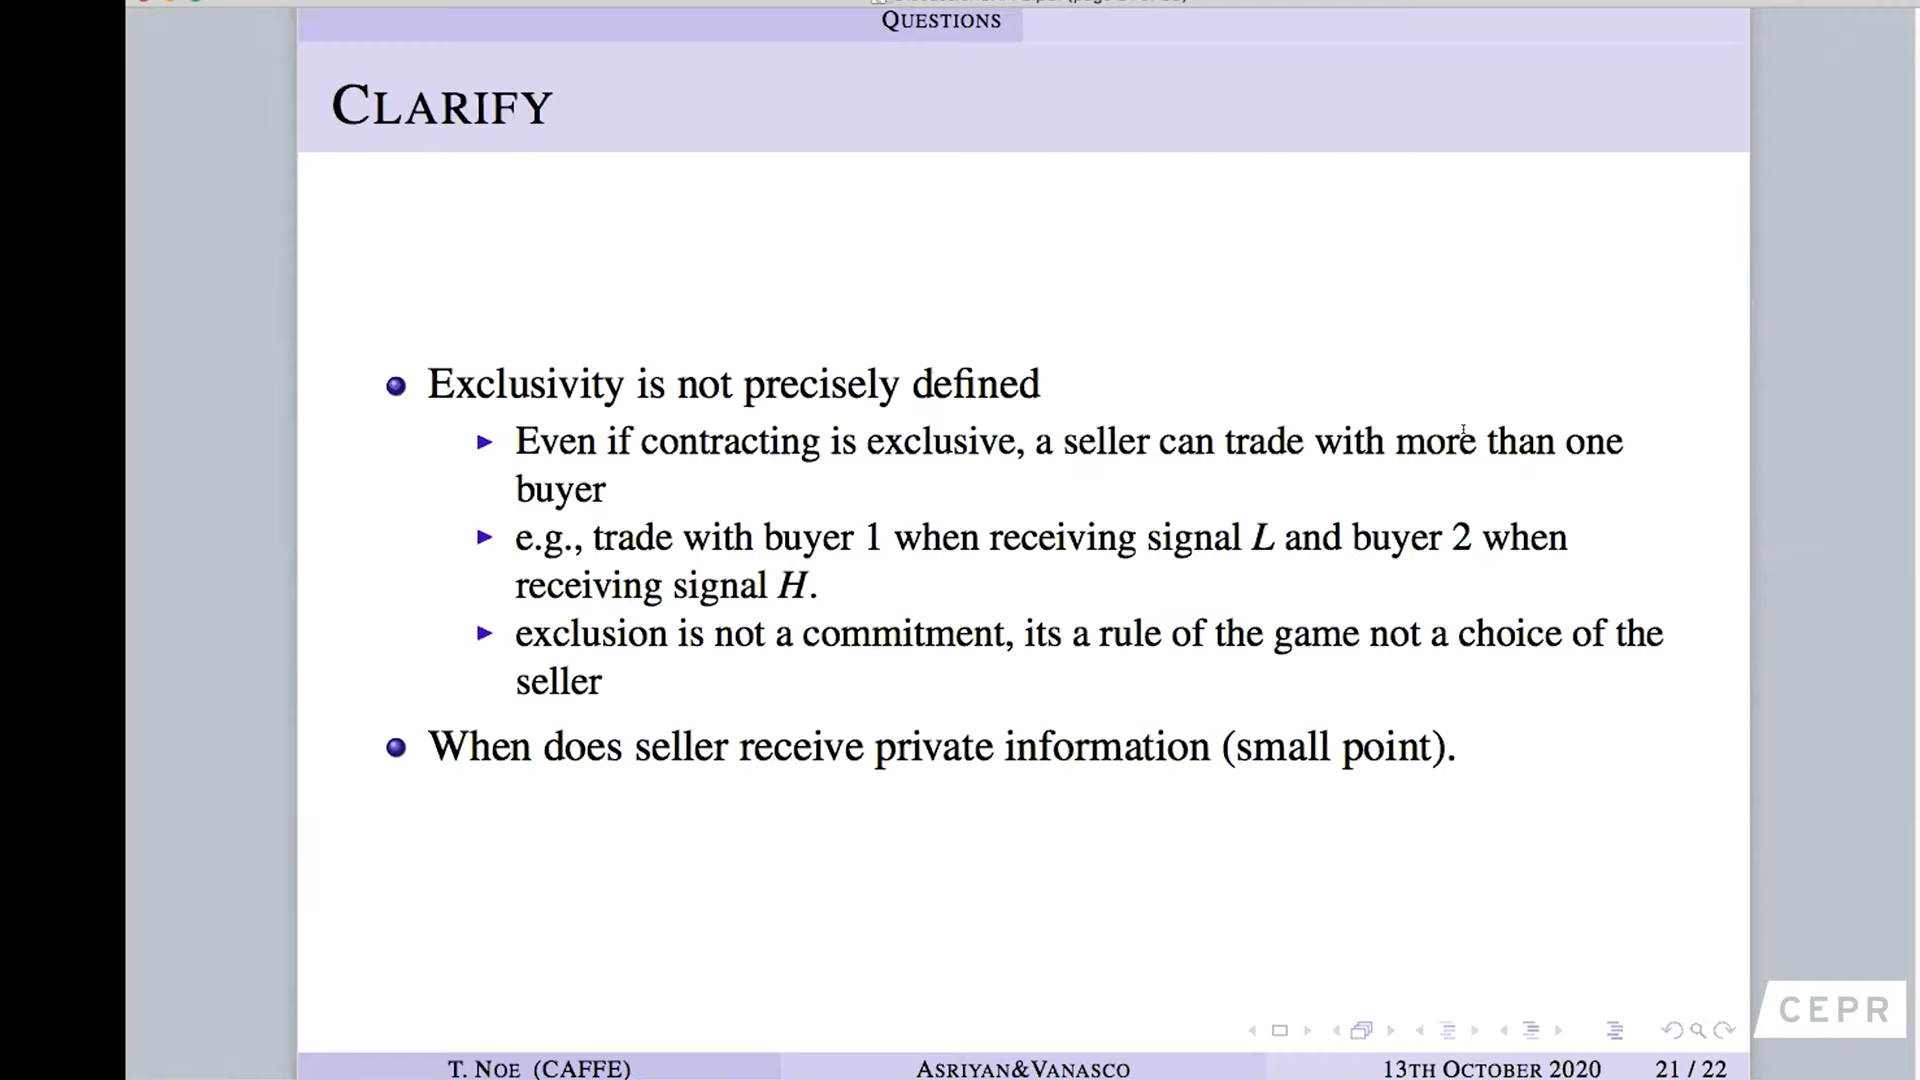 QUESTIONS
CLARIFY
Exclusivity is not precisely defined
Even if contracting is exclusive, a seller can trade with more than one
buyer
e.g., trade with buyer 1 when receiving signal L and buyer 2 when
receiving signal H.
exclusion is not a commitment, its a rule of the game not a choice of the
seller
When does seller receive private information (small point).
CEPR
T. NOE (CAFFE) ASRIYAN&VANASCO 13TH OCTOBER 2020 21 / 22